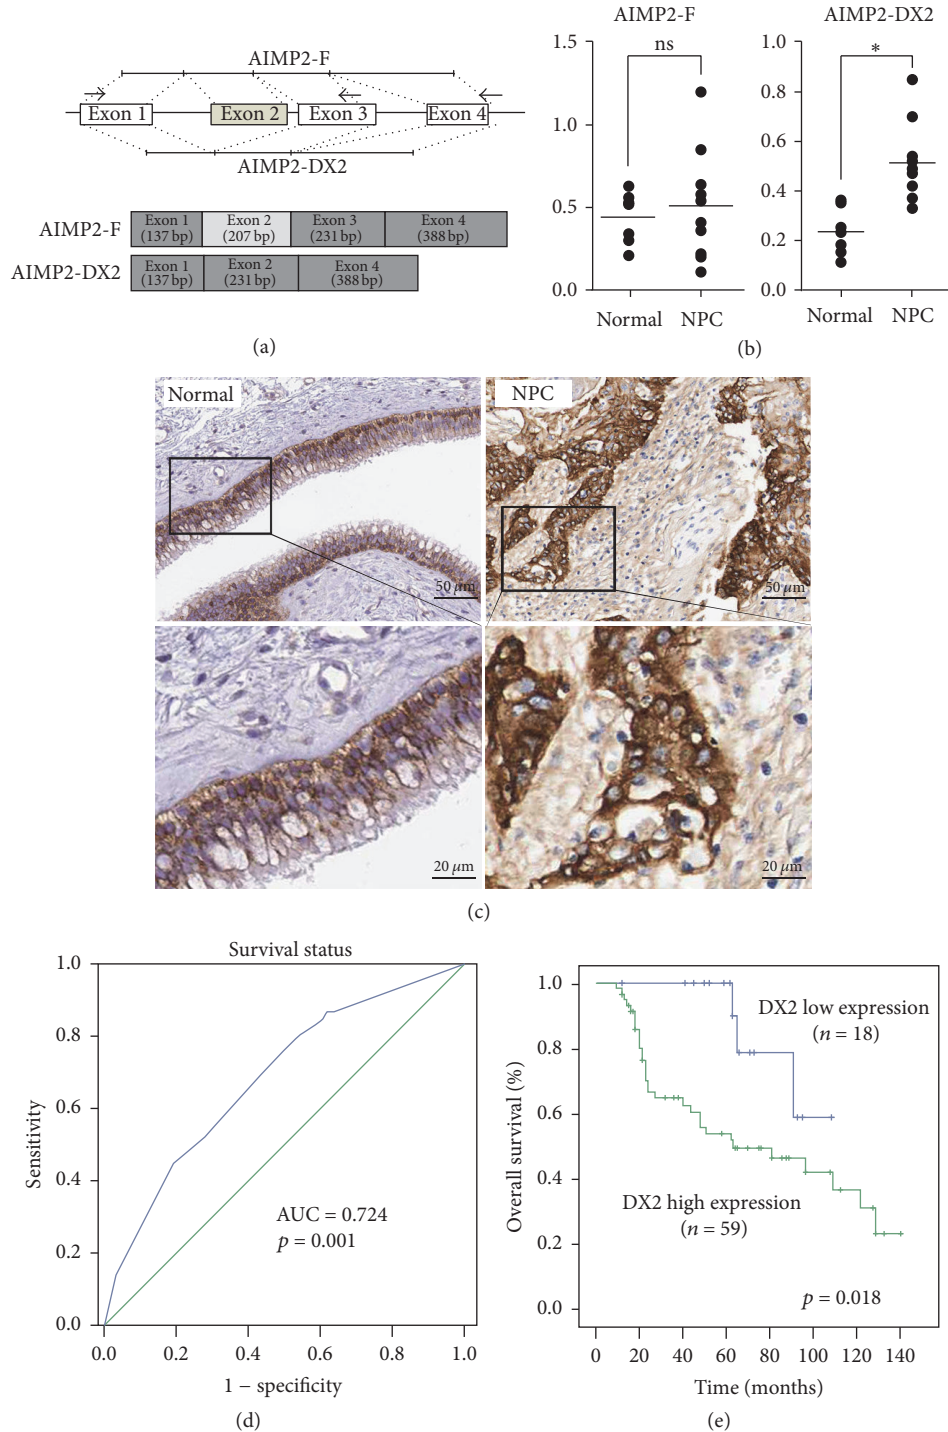 AIMP2-F
Exon 1 Exon 2 Exon 3 Exon 4
AIMP2-DX2
AIMP2-F
Exon 1 Exon 2 Exon 3 Exon 4
(137 bp) (207 bp) (231 bp) (388 bp)
AIMP2-DX2
Exon 1 Exon 2 Exon 4
(137 bp) (231 bp) (388 bp)
(a)
AIMP2-F
1.5
1.0
0.5
0.0
ns
Normal NPC
AIMP2-DX2
1.0
0.8
0.6
0.4
0.2
0.0
*
Normal NPC
(b)
Normal
50 μm
NPC
50 μm
20 μm
20 μm
(c)
Survival status
1.0
0.8
0.6
0.4
0.2
0.0
Sensitivity
AUC = 0.724
p = 0.001
0.0 0.2 0.4 0.6 0.8 1.0
1 − specificity
(d)
1.0
0.8
0.6
0.4
0.2
0.0
Overall survival (%)
DX2 low expression
(n = 18)
DX2 high expression
(n = 59)
p = 0.018
0 20 40 60 80 100 120 140
Time (months)
(e)